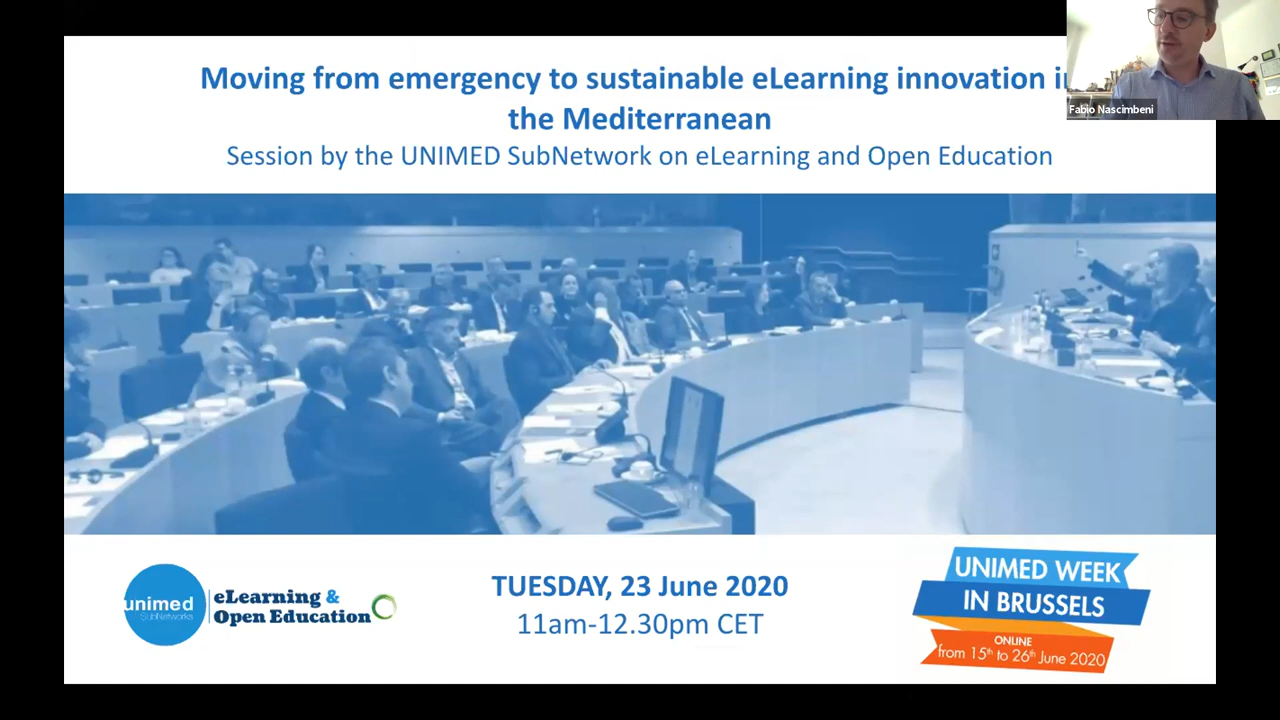 Moving from emergency to sustainable eLearning innovation in
the Mediterranean
Session by the UNIMED SubNetwork on eLearning and Open Education
Fabio Nascimbeni
unimed
SubNetworks
eLearning &
Open Education
TUESDAY, 23 June 2020
11am-12.30pm CET
UNIMED WEEK
IN BRUSSELS
ONLINE
from 15th to 26th June 2020